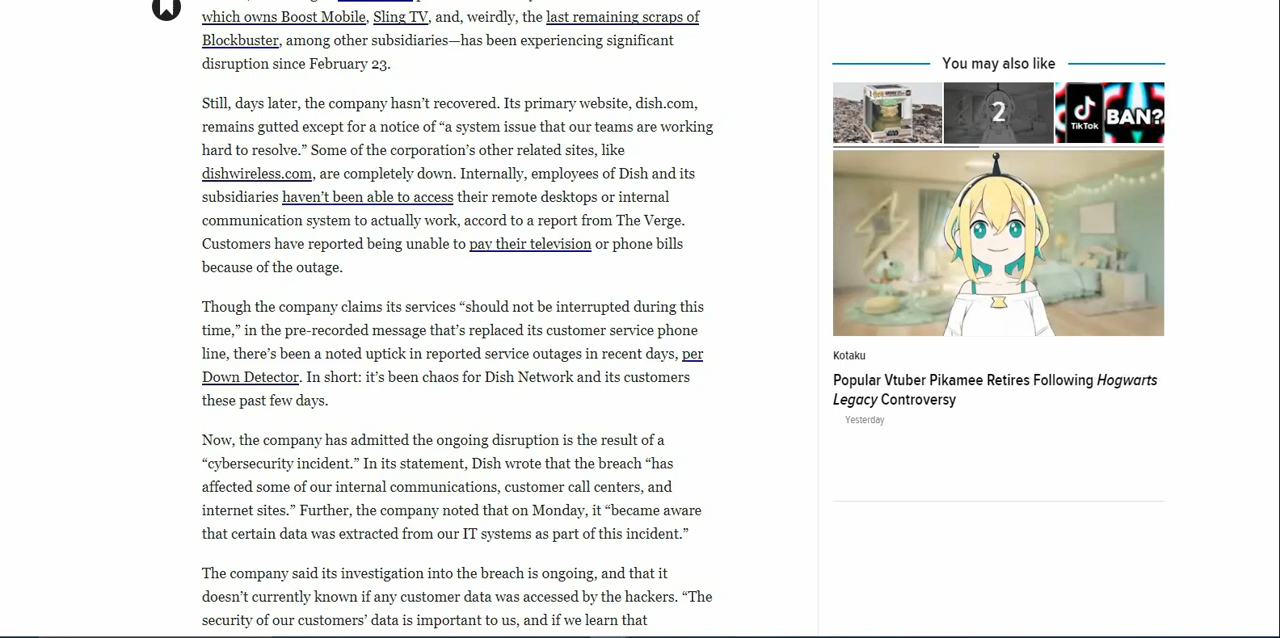 which owns Boost Mobile, Sling TV, and, weirdly, the last remaining scraps of
Blockbuster, among other subsidiaries—has been experiencing significant
disruption since February 23.
Still, days later, the company hasn’t recovered. Its primary website, dish.com,
remains gutted except for a notice of “a system issue that our teams are working
hard to resolve.” Some of the corporation’s other related sites, like
dishwireless.com, are completely down. Internally, employees of Dish and its
subsidiaries haven’t been able to access their remote desktops or internal
communication system to actually work, accord to a report from The Verge.
Customers have reported being unable to pay their television or phone bills
because of the outage.
Though the company claims its services “should not be interrupted during this
time,” in the pre-recorded message that’s replaced its customer service phone
line, there’s been a noted uptick in reported service outages in recent days, per
Down Detector. In short: it’s been chaos for Dish Network and its customers
these past few days.
Now, the company has admitted the ongoing disruption is the result of a
“cybersecurity incident.” In its statement, Dish wrote that the breach “has
affected some of our internal communications, customer call centers, and
internet sites.” Further, the company noted that on Monday, it “became aware
that certain data was extracted from our IT systems as part of this incident.”
The company said its investigation into the breach is ongoing, and that it
doesn’t currently known if any customer data was accessed by the hackers. “The
security of our customers’ data is important to us, and if we learn that
You may also like
2
TikTok
BAN?
Kotaku
Popular Vtuber Pikamee Retires Following Hogwarts
Legacy Controversy
Yesterday